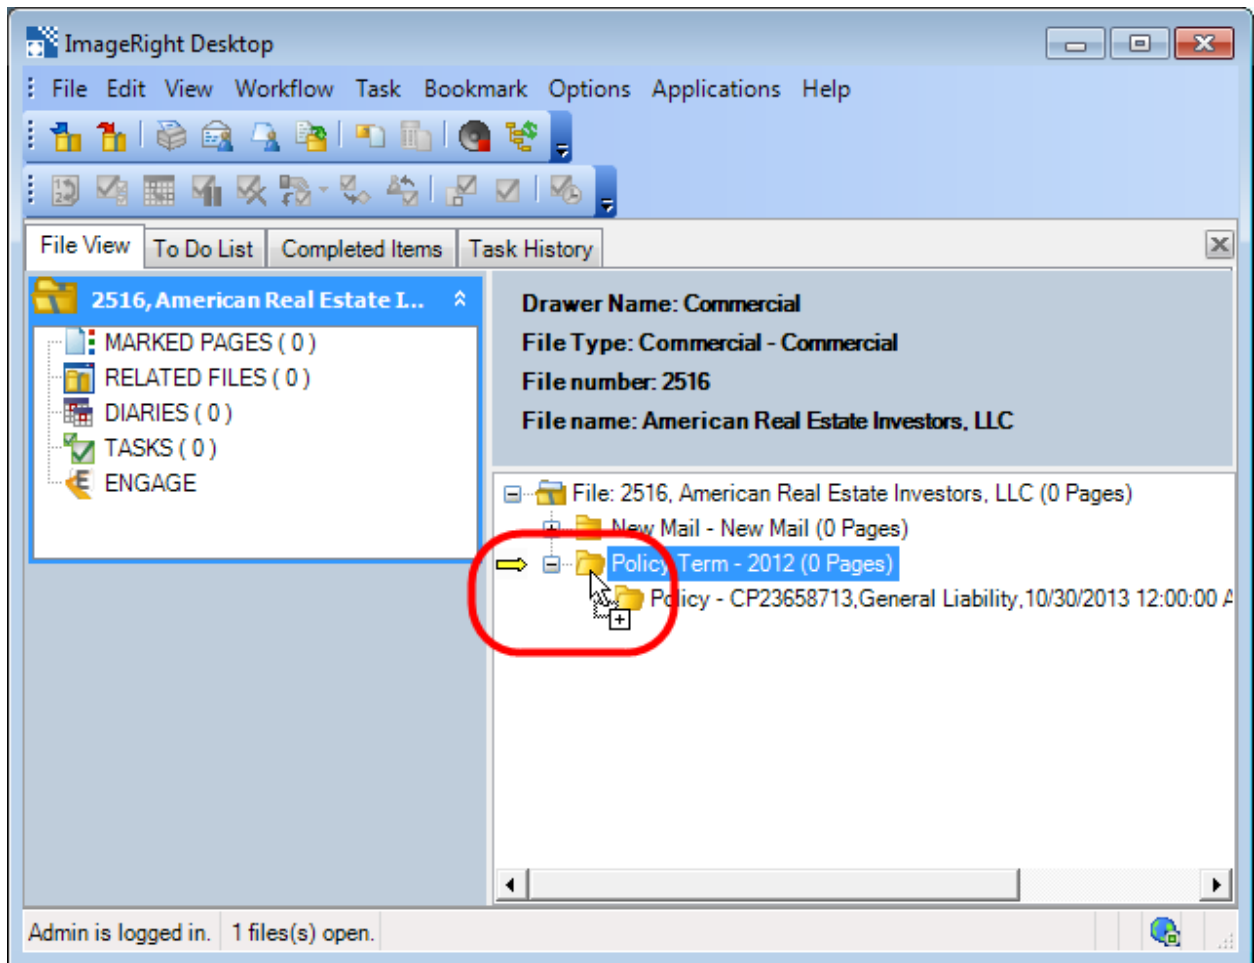 ImageRight Desktop
File Edit View Workflow Task Bookmark Options Applications Help
File View To Do List Completed Items Task History
2516, American Real Estate I...
MARKED PAGES ( 0 )
RELATED FILES ( 0 )
DIARIES ( 0 )
TASKS ( 0 )
ENGAGE
Drawer Name: Commercial
File Type: Commercial - Commercial
File number: 2516
File name: American Real Estate Investors, LLC
File: 2516, American Real Estate Investors, LLC (0 Pages)
New Mail - New Mail (0 Pages)
Policy Term - 2012 (0 Pages)
Policy - CP23658713,General Liability,10/30/2013 12:00:00 A
Admin is logged in. 1 files(s) open.